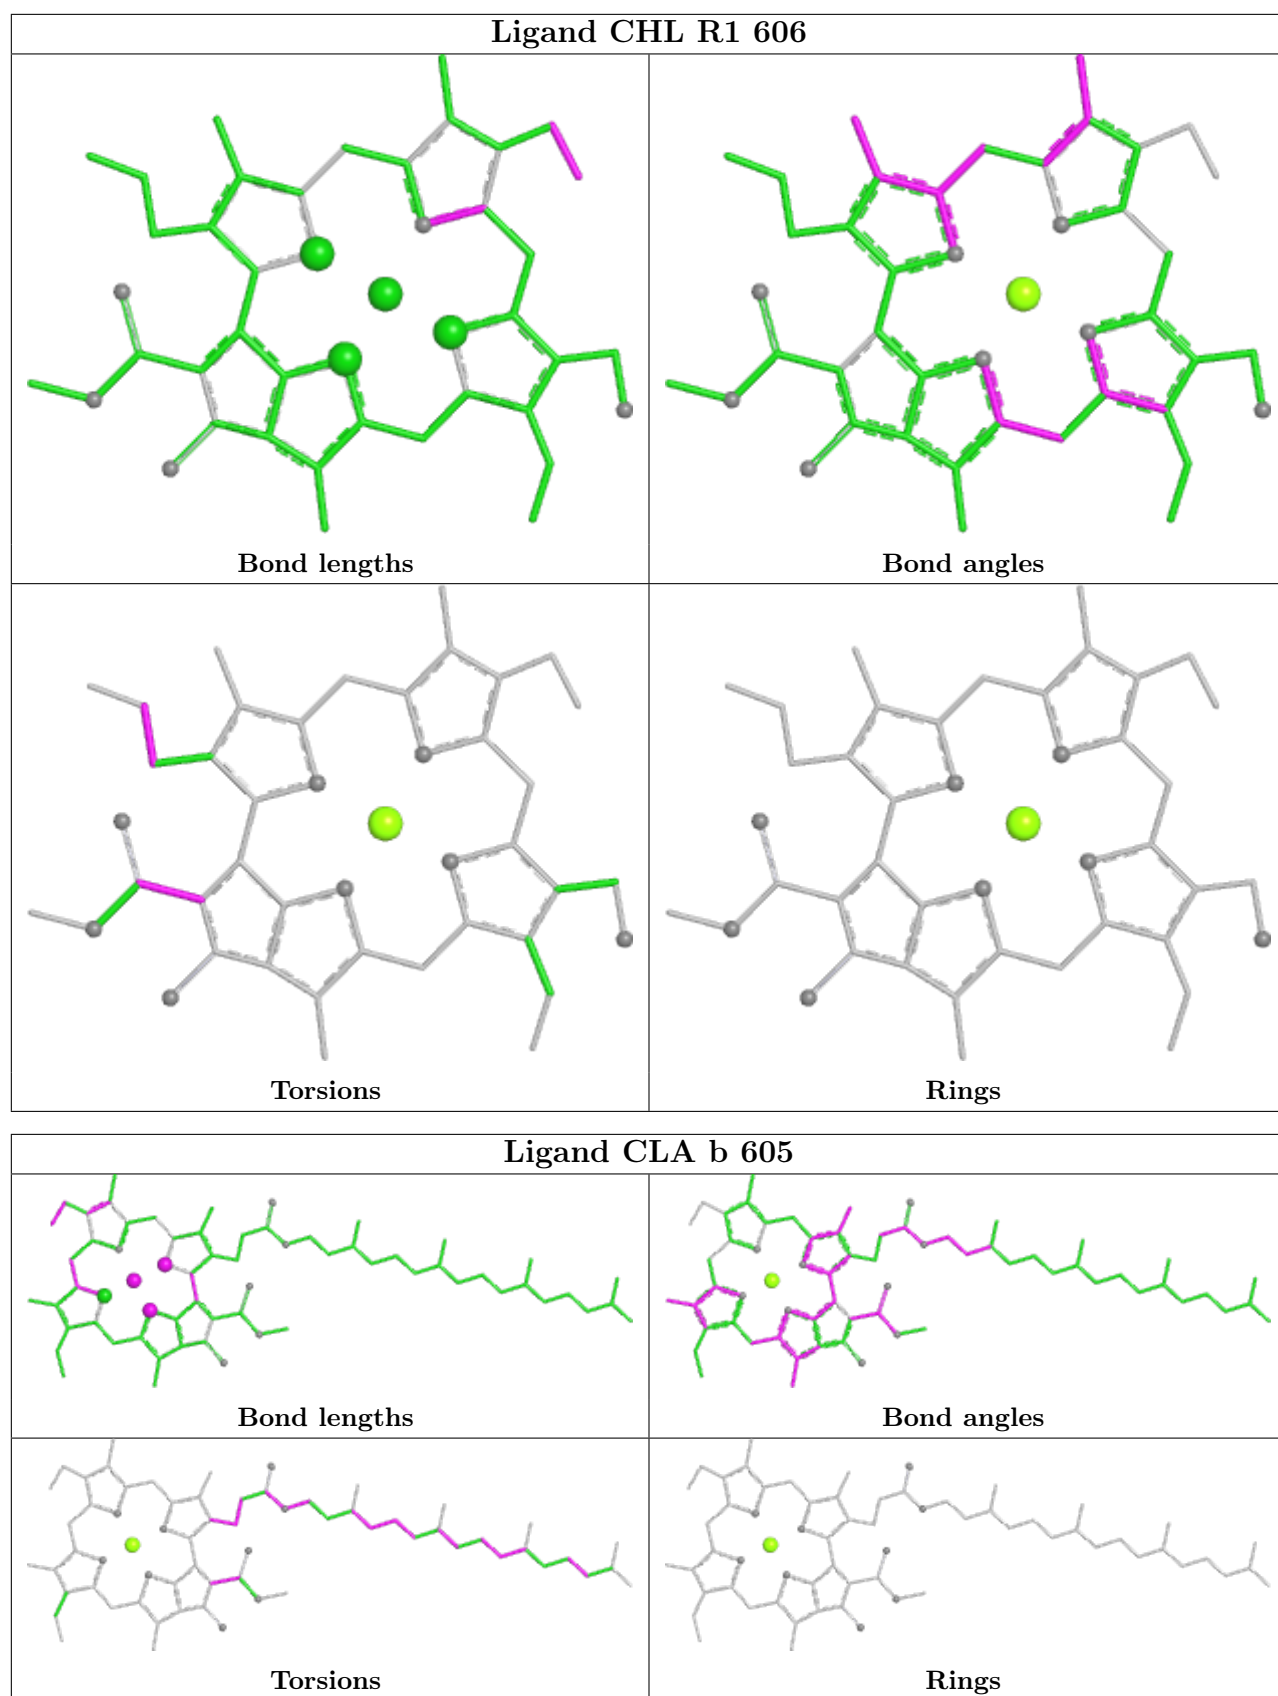 Ligand CHL R1 606
Bond lengths
Bond angles
Torsions
Rings
Ligand CLA b 605
Bond lengths
Bond angles
Torsions
Rings